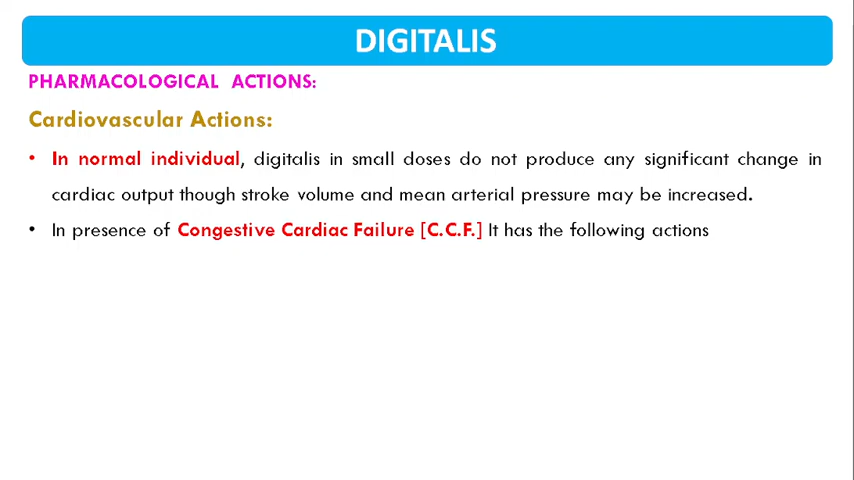 DIGITALIS
PHARMACOLOGICAL ACTIONS:
Cardiovascular Actions:
• In normal individual, digitalis in small doses do not produce any significant change in
cardiac output though stroke volume and mean arterial pressure may be increased.
• In presence of Congestive Cardiac Failure [C.C.F.] It has the following actions